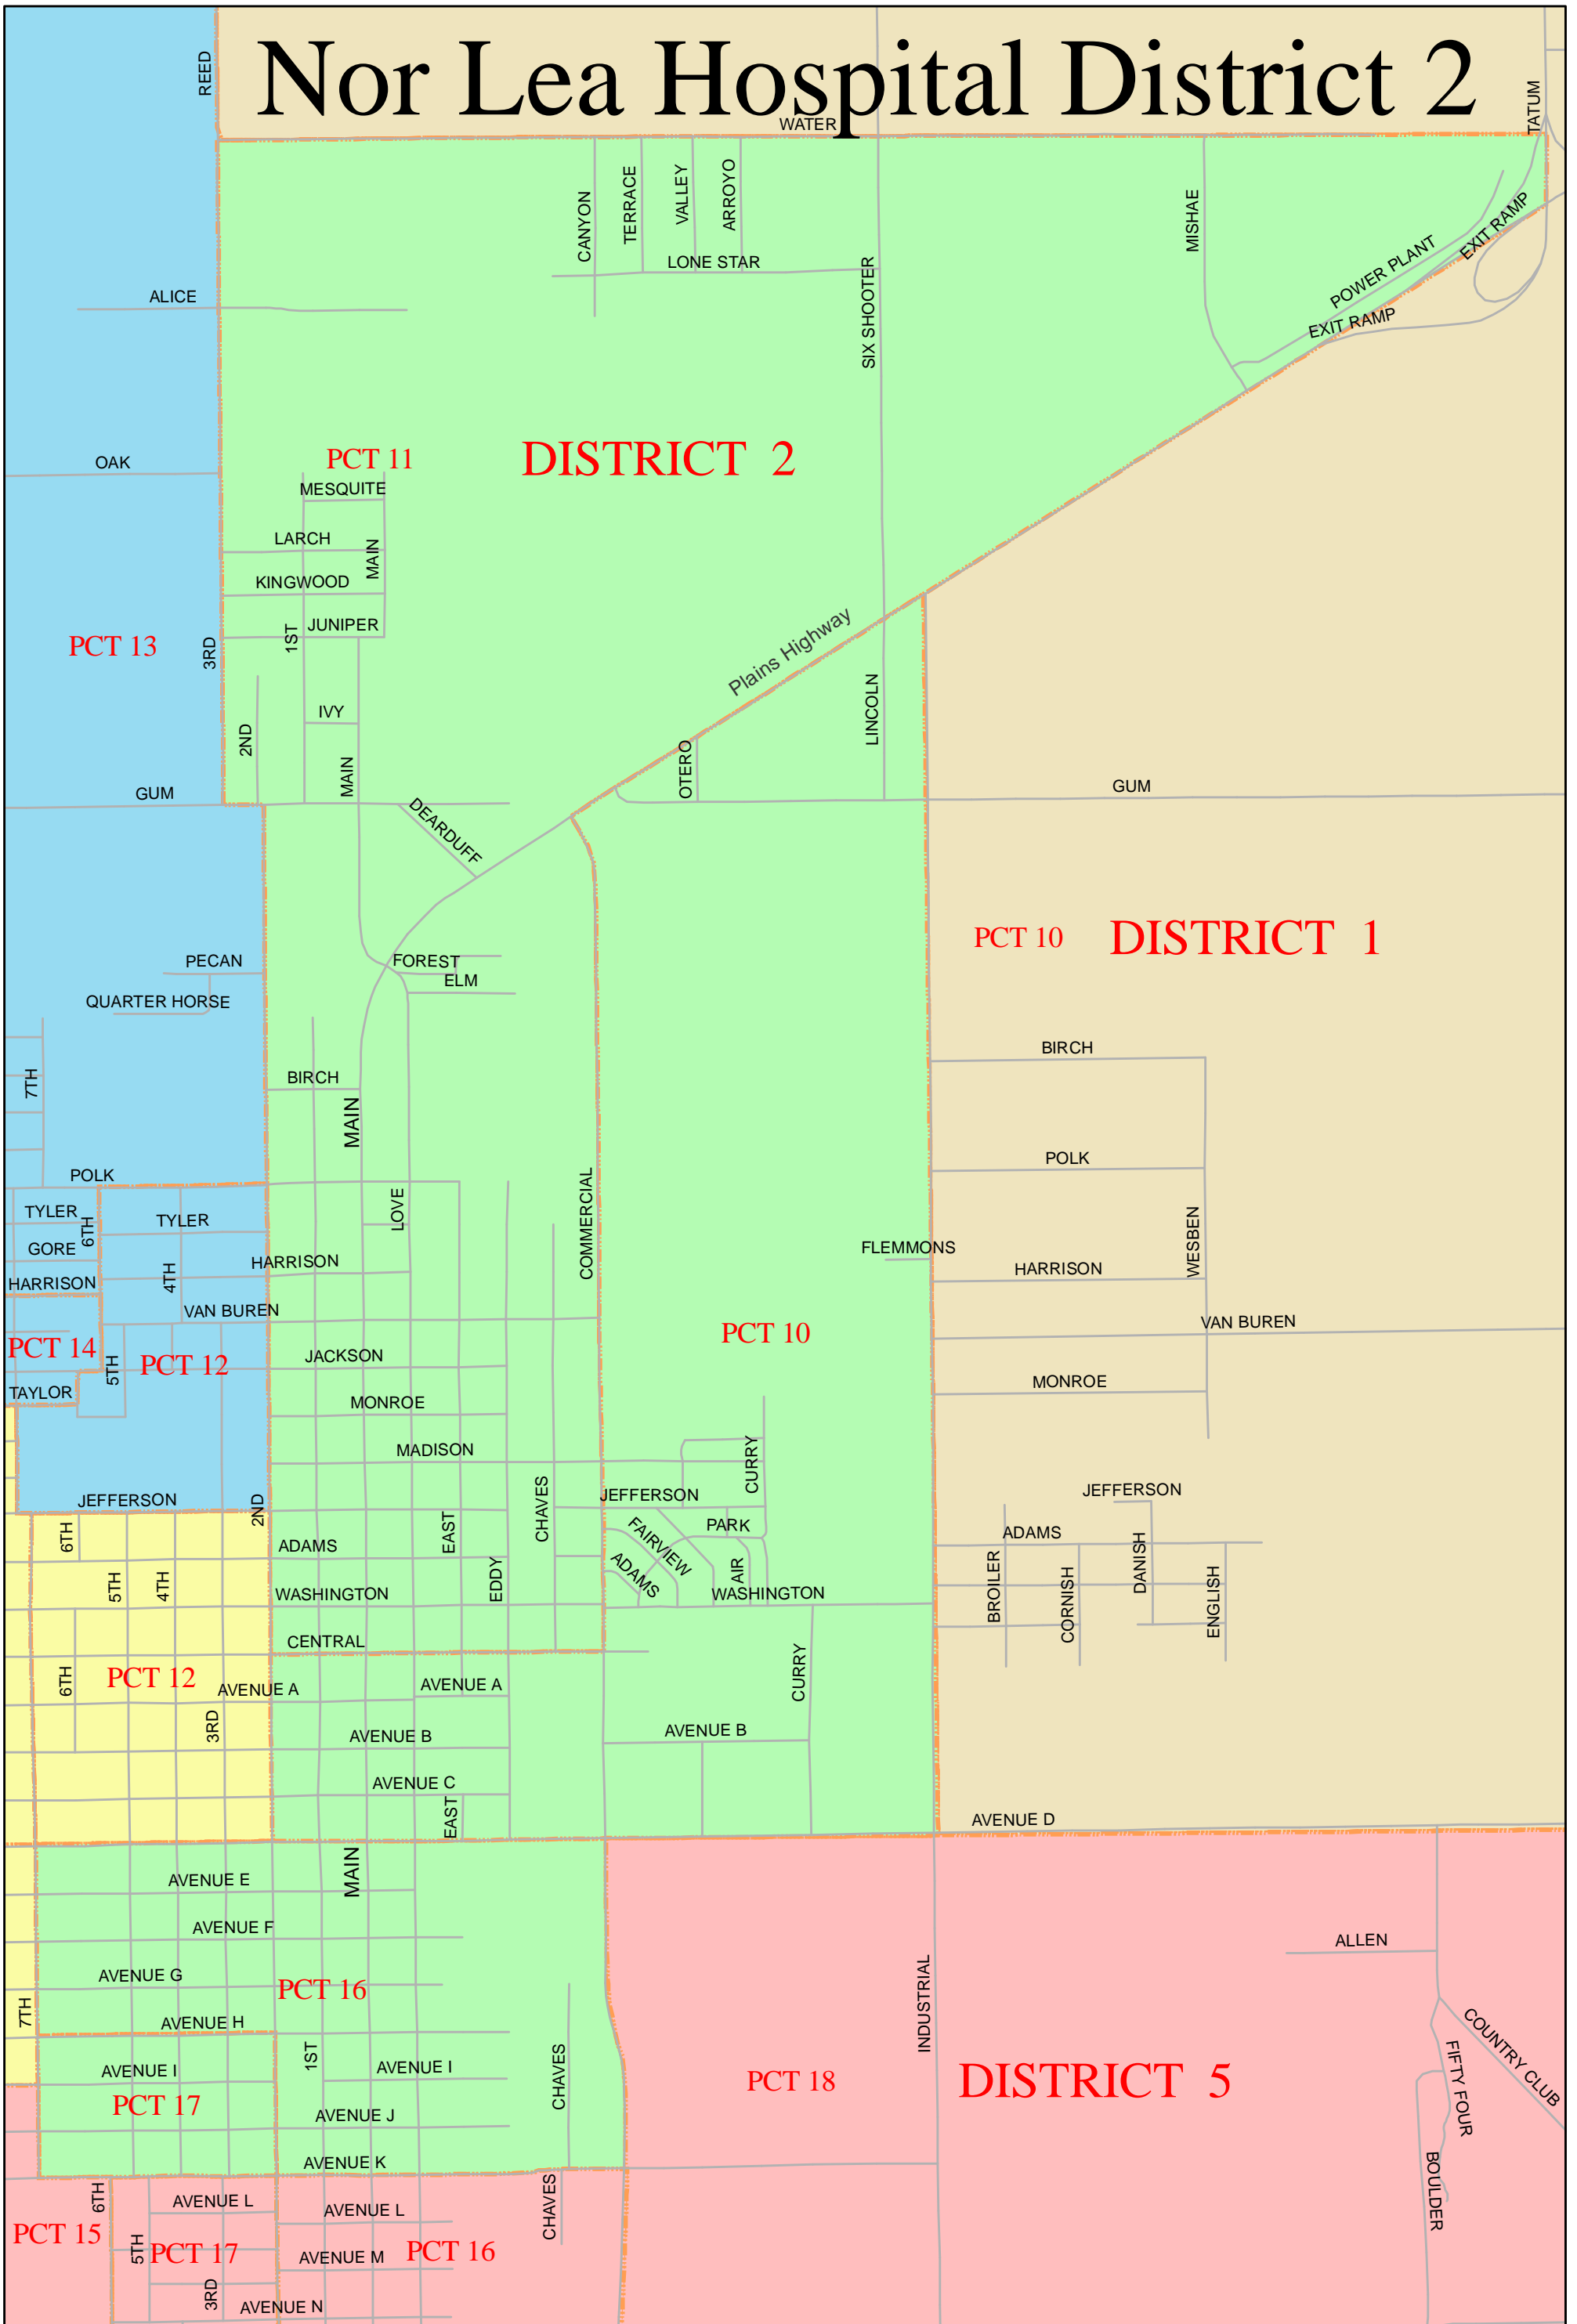 Nor Lea Hospital District 2
REED
WATER
TATUM
CANYON
TERRACE
VALLEY
ARROYO
MISHAE
LONE STAR
SIX SHOOTER
POWER PLANT
EXIT RAMP
EXIT RAMP
ALICE
OAK
PCT 11
DISTRICT 2
MESQUITE
LARCH
MAIN
KINGWOOD
JUNIPER
1ST
3RD
PCT 13
Plains Highway
IVY
2ND
MAIN
LINCOLN
OTERO
GUM
GUM
DEARDUFF
PCT 10
DISTRICT 1
PECAN
FOREST
ELM
QUARTER HORSE
7TH
BIRCH
BIRCH
MAIN
POLK
POLK
TYLER
6TH
TYLER
LOVE
COMMERCIAL
WESBEN
GORE
HARRISON
FLEMMONS
HARRISON
4TH
HARRISON
VAN BUREN
VAN BUREN
PCT 14
PCT 12
5TH
JACKSON
PCT 10
TAYLOR
MONROE
MONROE
MADISON
CURRY
JEFFERSON
2ND
CHAVES
JEFFERSON
JEFFERSON
6TH
ADAMS
EAST
FAIRVIEW
PARK
ADAMS
5TH
4TH
EDDY
ADAMS
AIR
BROILER
DANISH
WASHINGTON
WASHINGTON
CORNISH
ENGLISH
CENTRAL
6TH
PCT 12
AVENUE A
AVENUE A
CURRY
3RD
AVENUE B
AVENUE B
AVENUE C
EAST
AVENUE D
MAIN
AVENUE E
AVENUE F
ALLEN
AVENUE G
PCT 16
INDUSTRIAL
7TH
AVENUE H
COUNTRY CLUB
1ST
AVENUE I
AVENUE I
CHAVES
PCT 18
DISTRICT 5
FIFTY FOUR
PCT 17
AVENUE J
AVENUE K
BOULDER
6TH
AVENUE L
AVENUE L
CHAVES
PCT 15
5TH
PCT 17
AVENUE M
PCT 16
3RD
AVENUE N